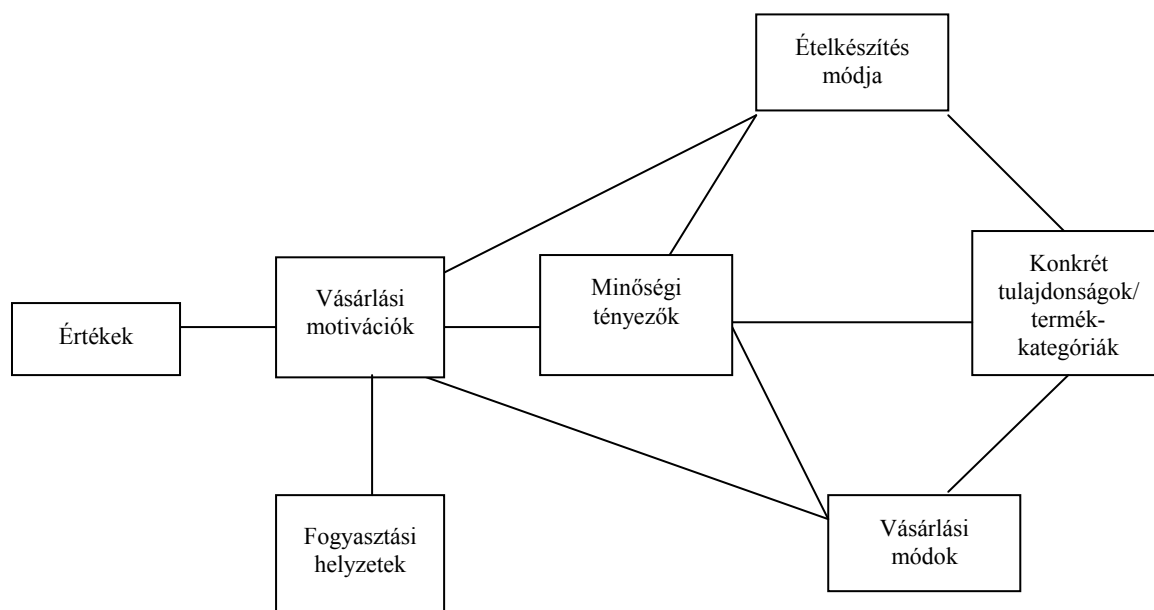 Ételkészítés
módja
Értékek
Vásárlási
motivációk
Minőségi
tényezők
Konkrét
tulajdonságok/
termék-
kategóriák
Fogyasztási
helyzetek
Vásárlási
módok